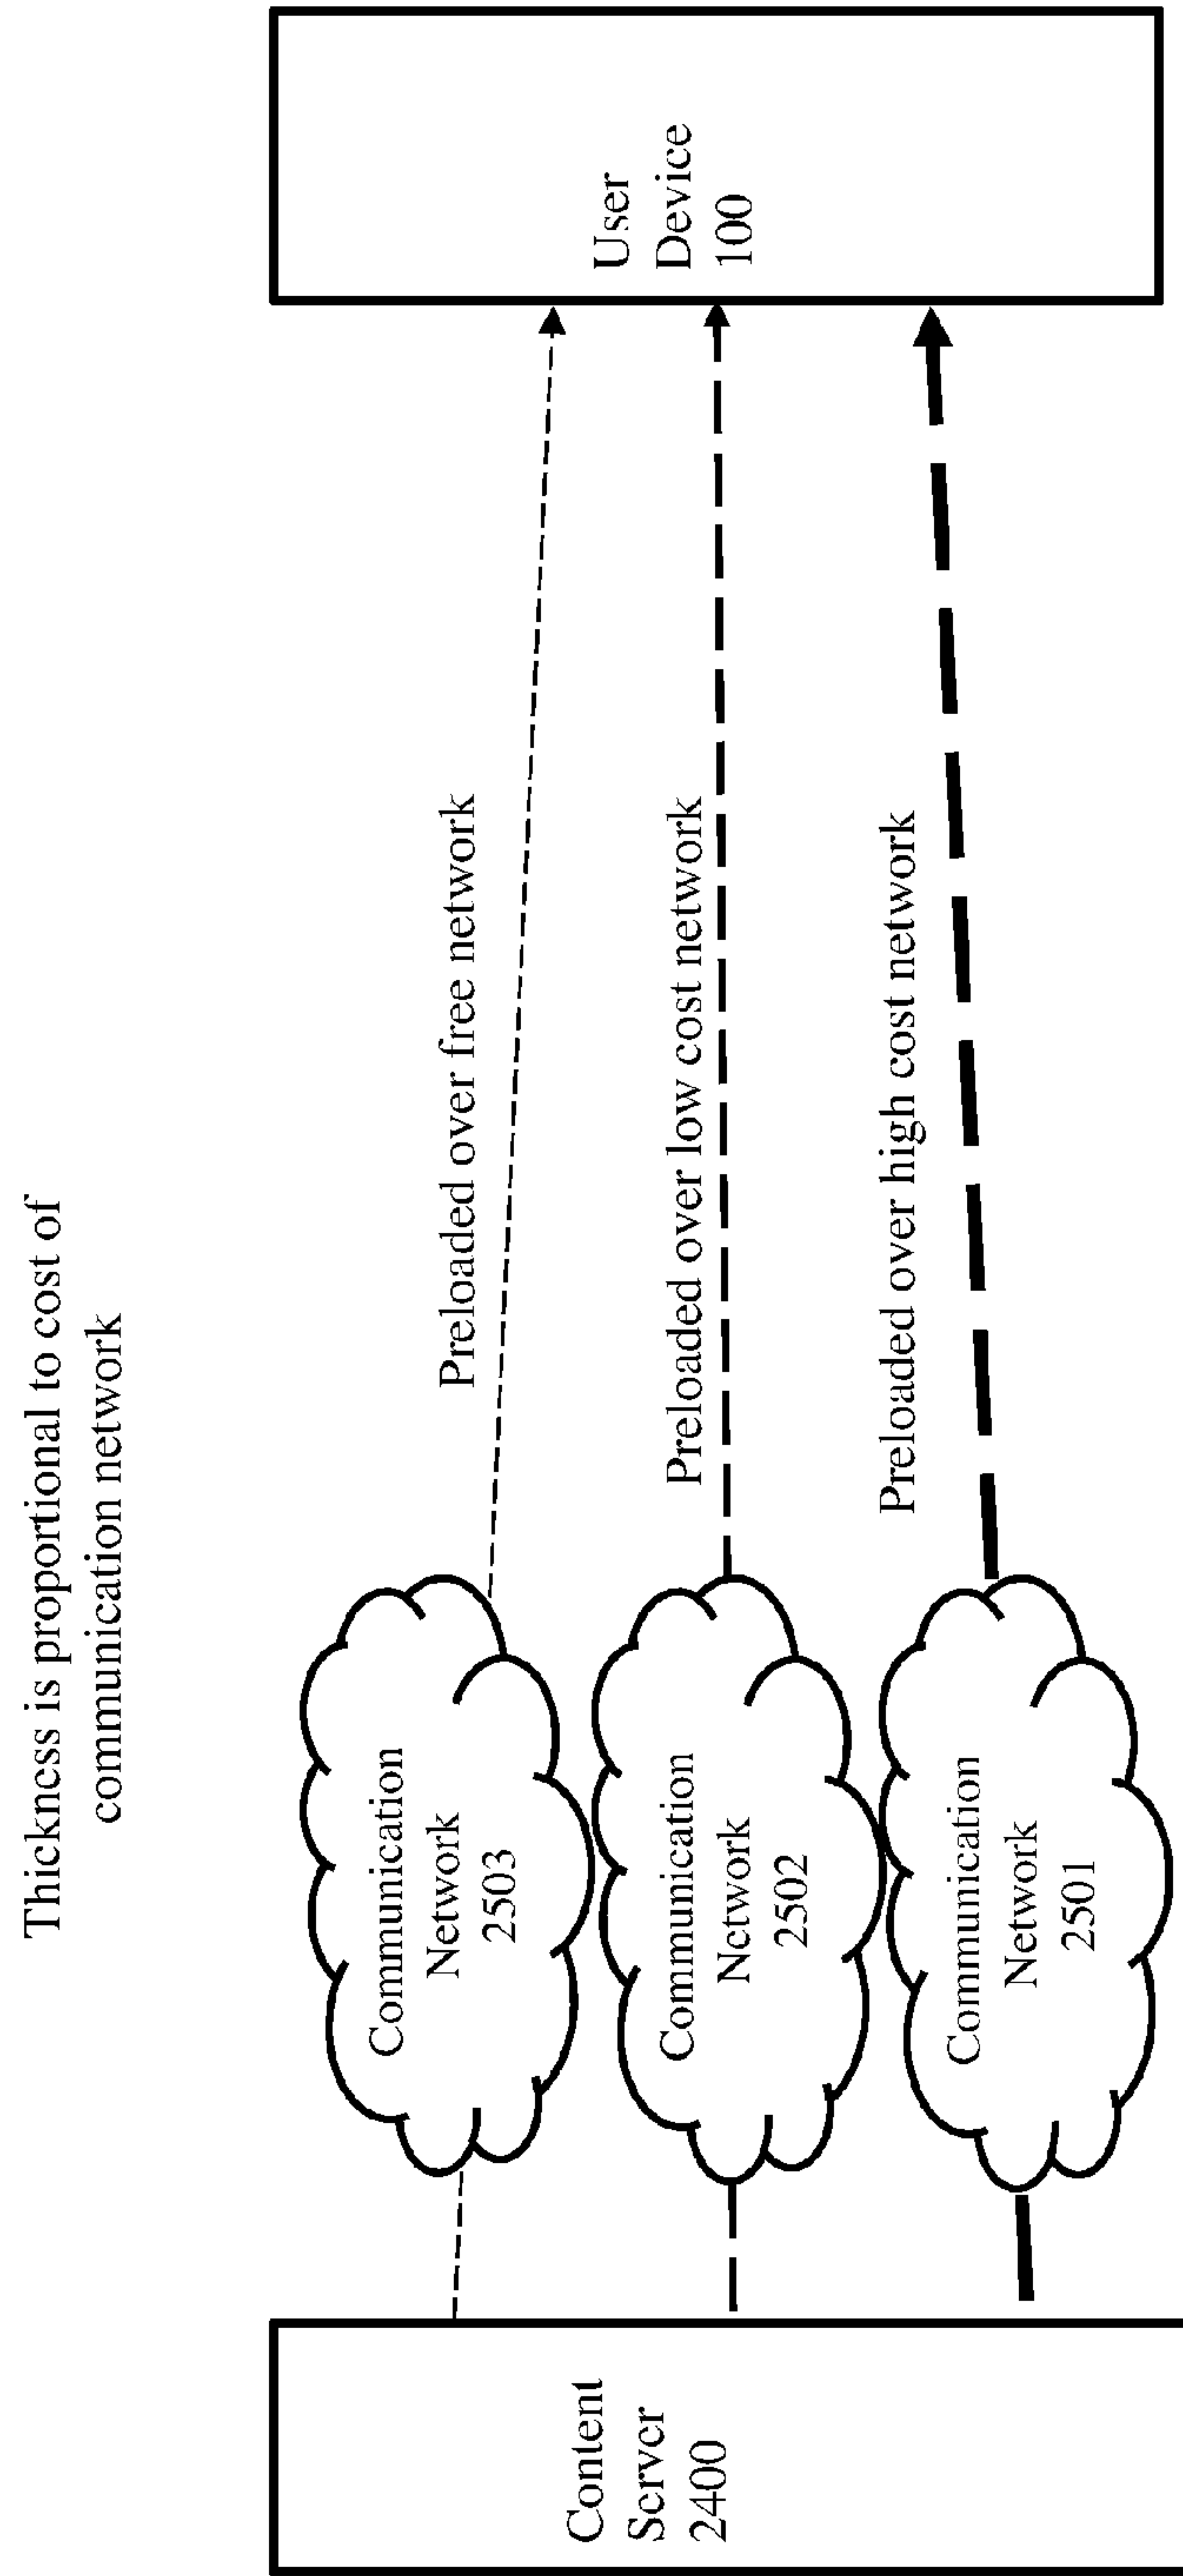 Thickness is proportional to cost of
communication network
Content
Server
2400
Communication
Network
2503
Communication
Network
2502
Communication
Network
2501
Preloaded over free network
Preloaded over low cost network
Preloaded over high cost network
User
Device
100